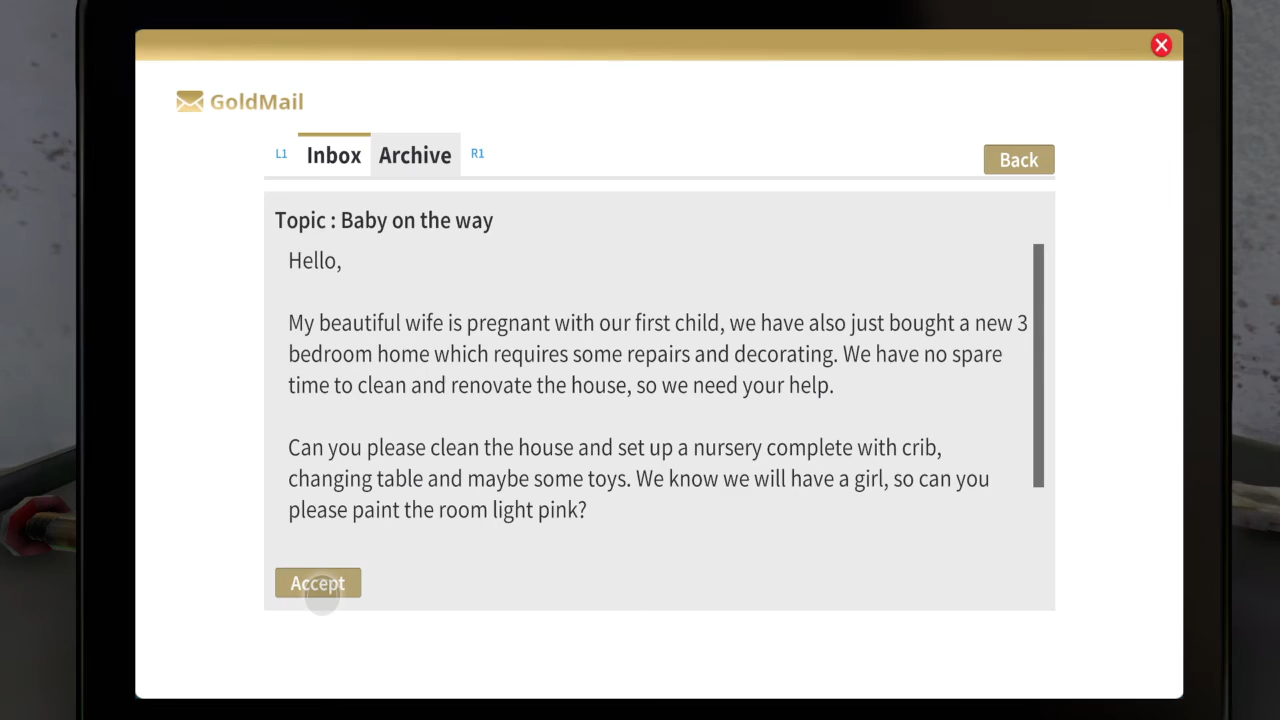 GoldMail
L1 Inbox Archive R1
Back
Topic : Baby on the way
Hello,
My beautiful wife is pregnant with our first child, we have also just bought a new 3
bedroom home which requires some repairs and decorating. We have no spare
time to clean and renovate the house, so we need your help.
Can you please clean the house and set up a nursery complete with crib,
changing table and maybe some toys. We know we will have a girl, so can you
please paint the room light pink?
Accept